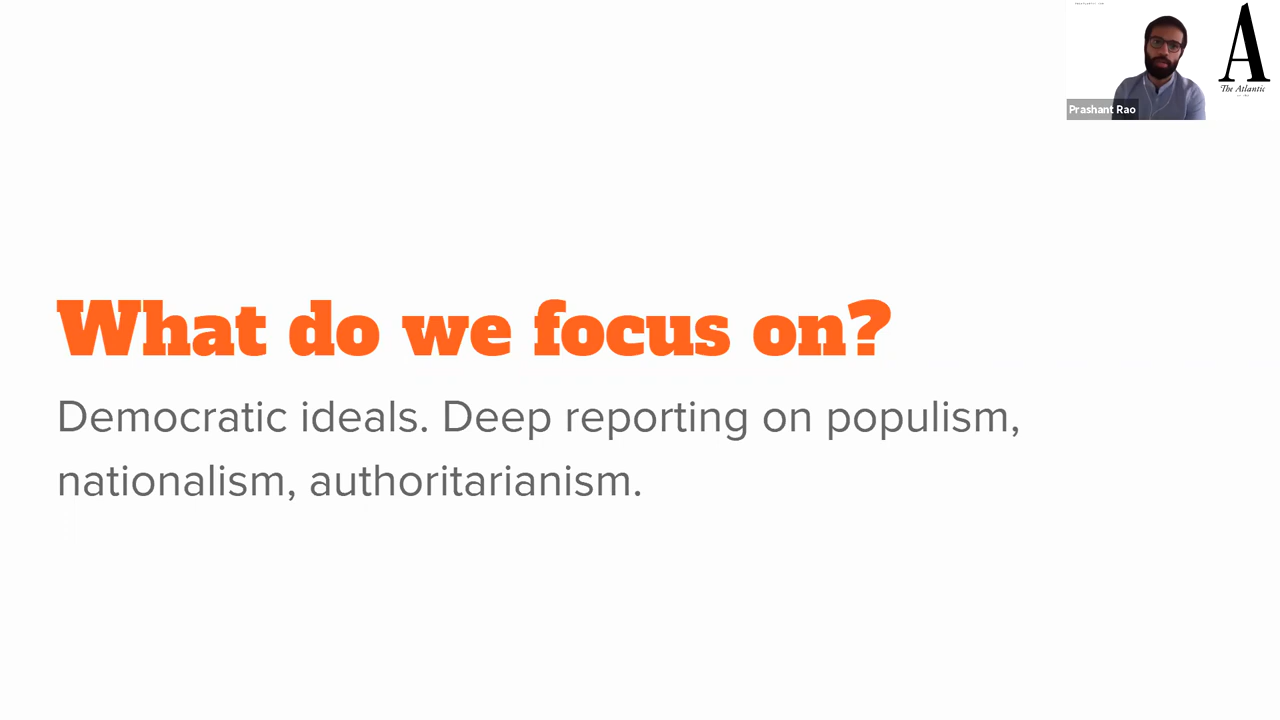 A
The Atlantic
Prashant Rao
What do we focus on?
Democratic ideals. Deep reporting on populism,
nationalism, authoritarianism.